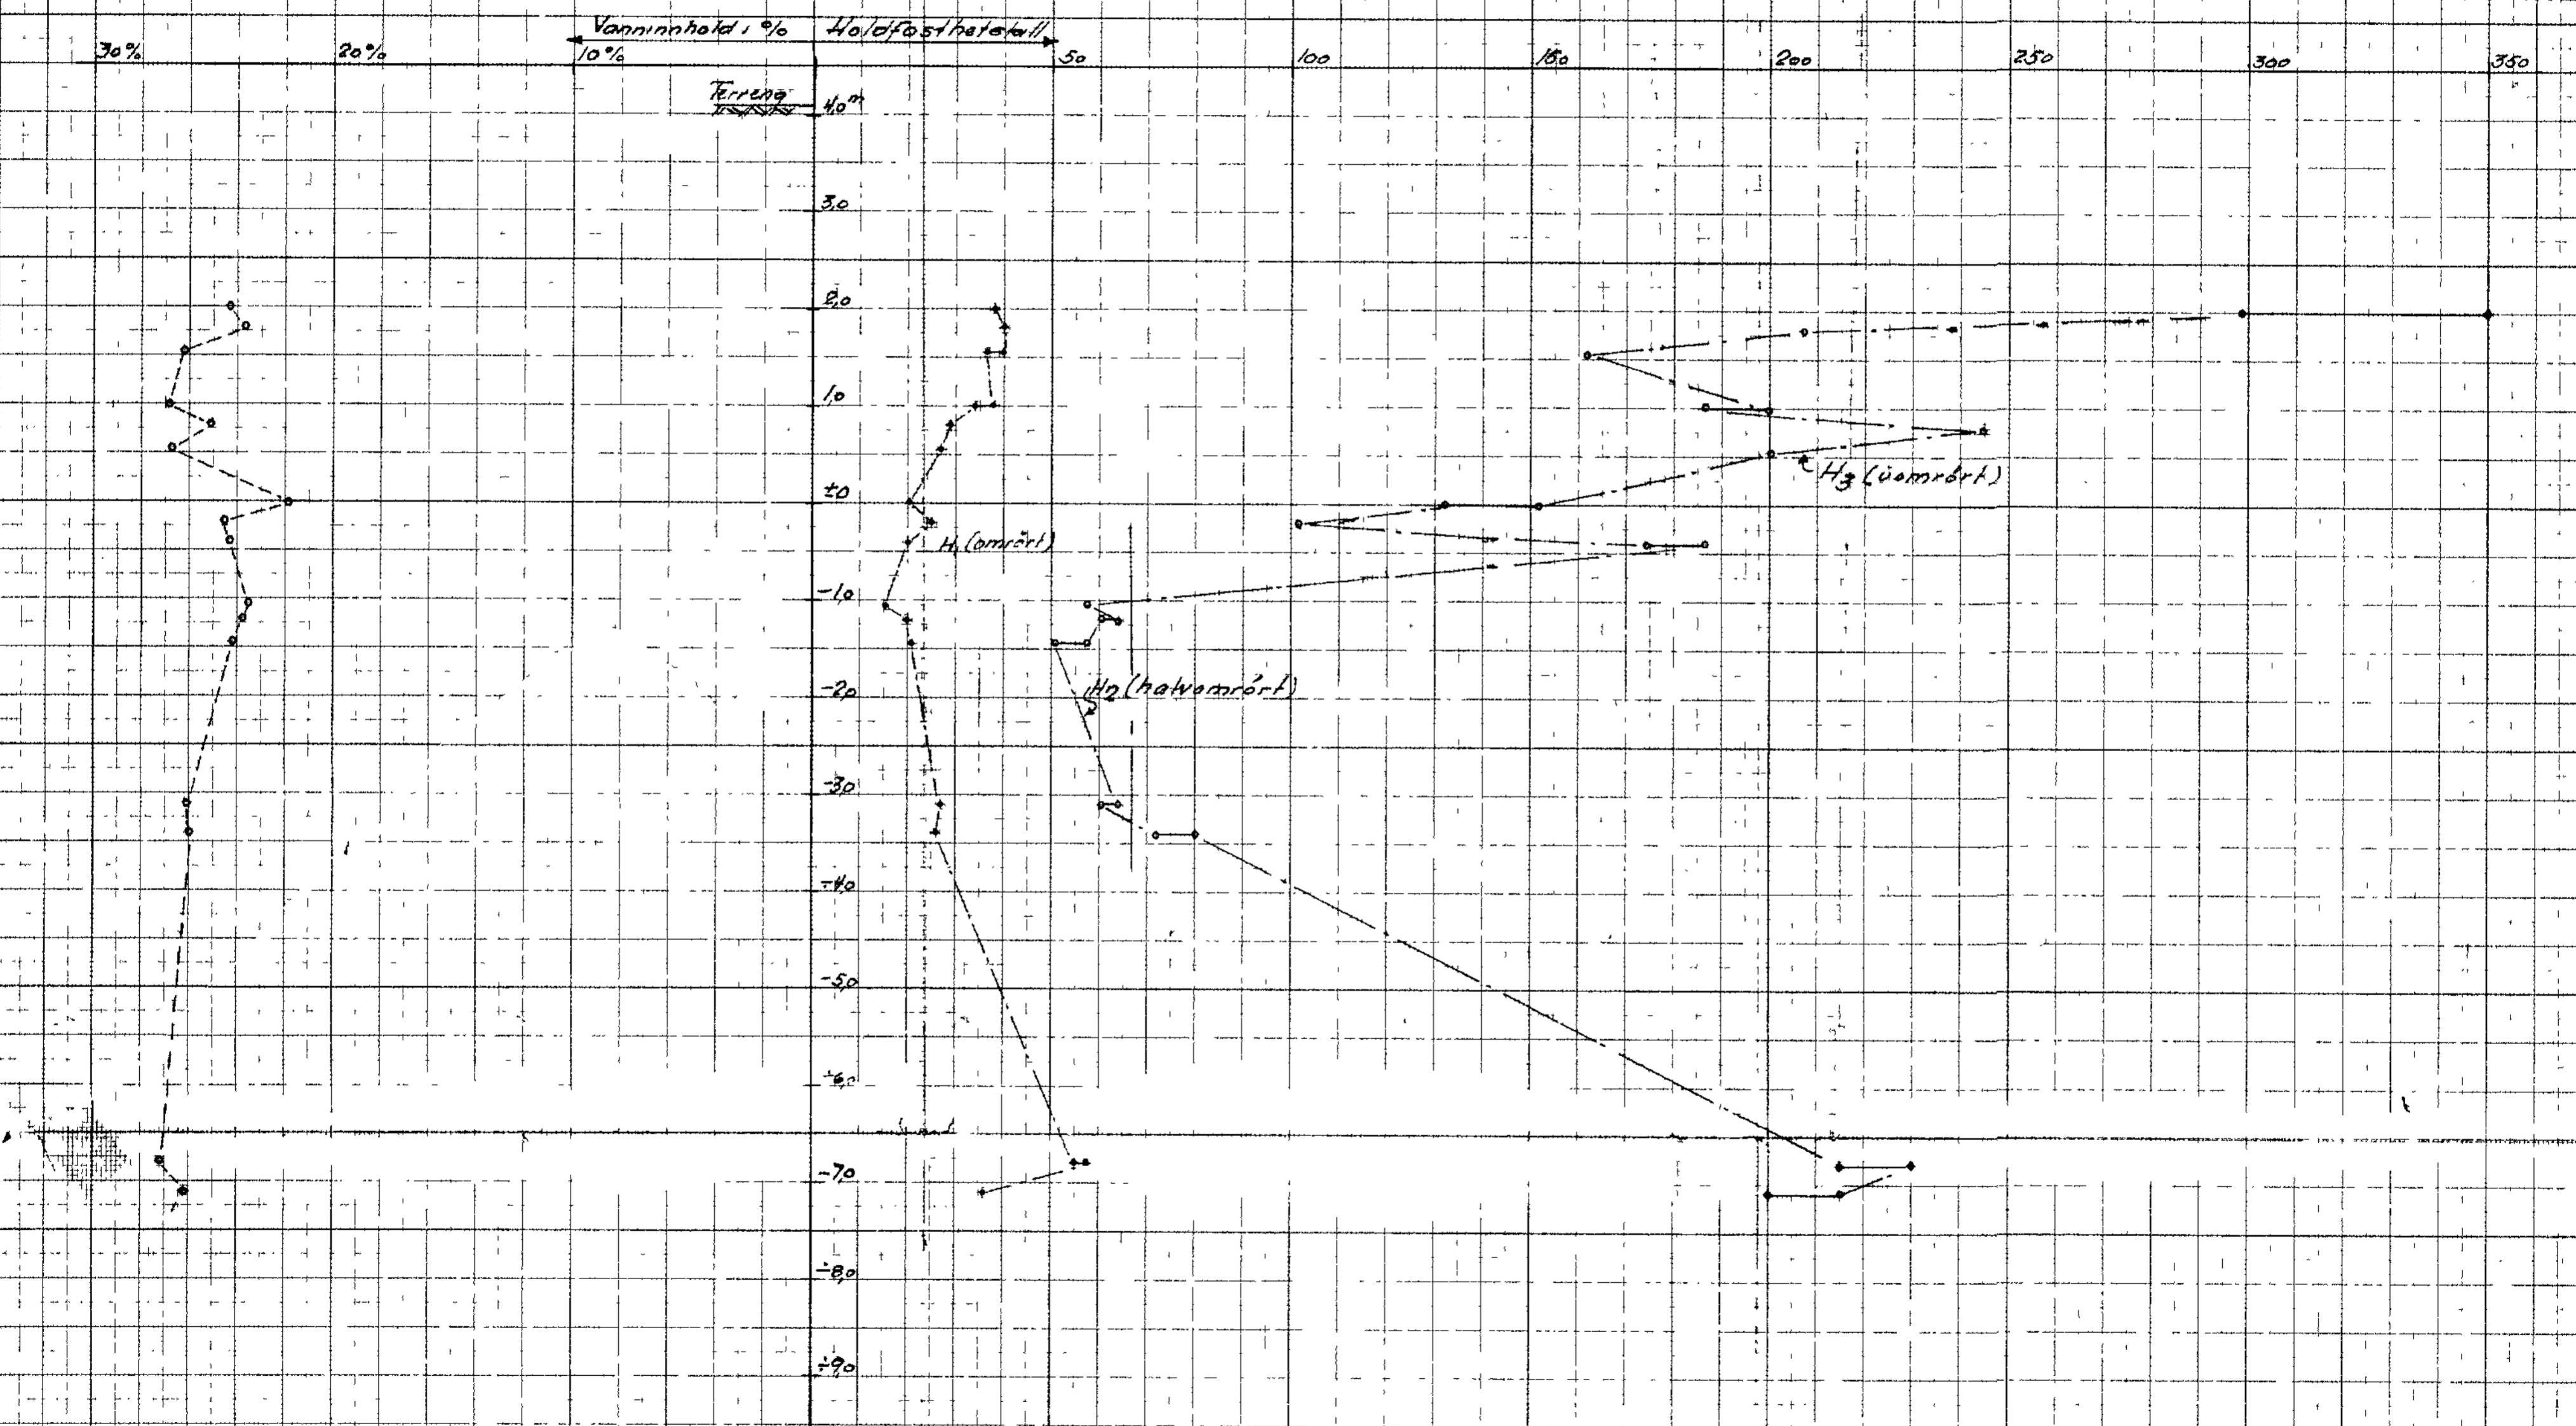 Vanninnhold i % Holdfasthetstall
30% 20% 10% 50 100 150 200 250 300 350
Terreng
4,0 m
3,0
2,0
1,0
±0
H3 (uomrört)
H1 (omrört)
-1,0
-2,0
H2 (halvomrört)
-3,0
-4,0
-5,0
-6,0
-7,0
-8,0
-9,0